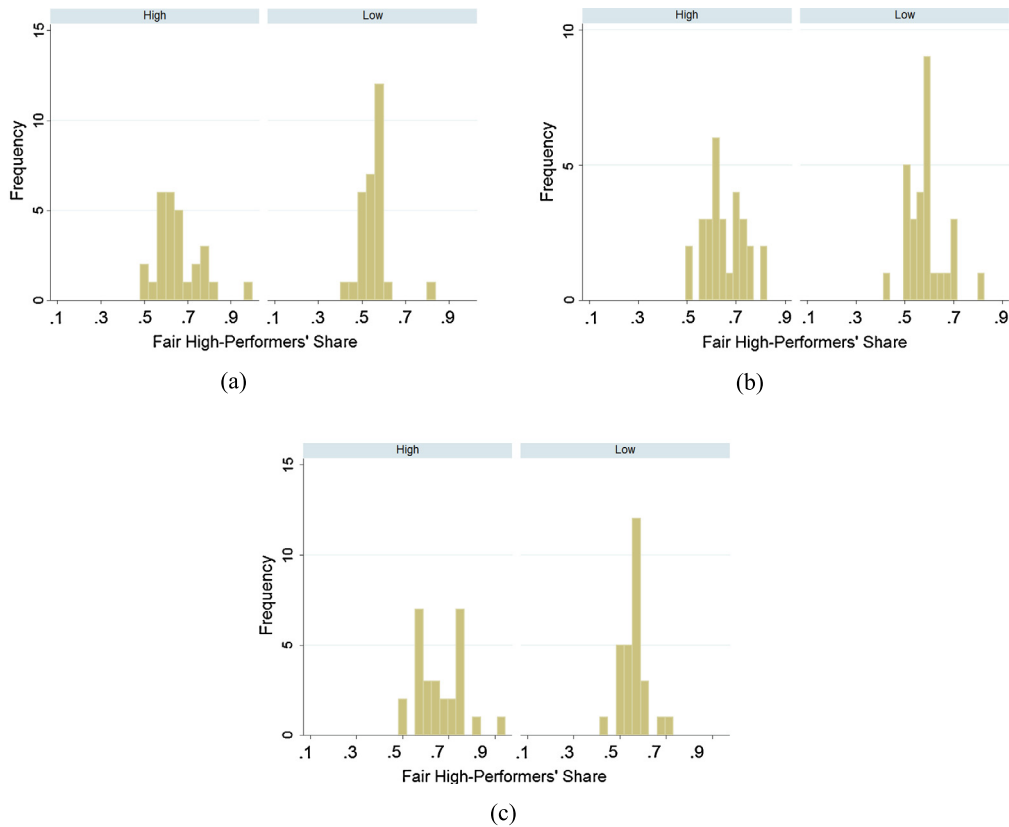 High Low
15
10
5
0
Frequency
.1 .3 .5 .7 .9 .1 .3 .5 .7 .9
Fair High-Performers' Share
(a)
High Low
10
5
0
Frequency
.1 .3 .5 .7 .9 .1 .3 .5 .7 .9
Fair High-Performers' Share
(b)
High Low
15
10
5
0
Frequency
.1 .3 .5 .7 .9 .1 .3 .5 .7 .9
Fair High-Performers' Share
(c)